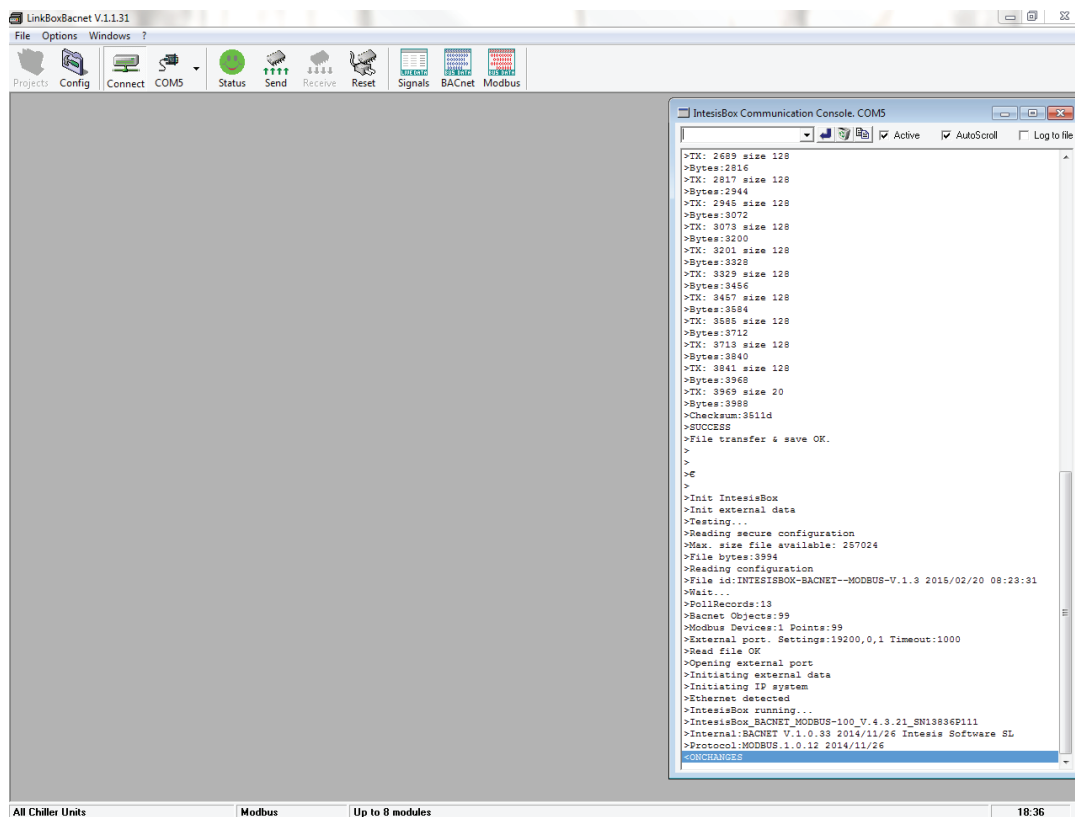 LinkBoxBacnet V.1.1.31
File Options Windows ?
Projects Config Connect COM5 Status Send Receive Reset Signals BACnet Modbus
LIVE DATA BUS DATA BUS DATA
IntesisBox Communication Console. COM5
Active AutoScroll Log to file
>TX: 2689 size 128
>Bytes:2816
>TX: 2817 size 128
>Bytes:2944
>TX: 2945 size 128
>Bytes:3072
>TX: 3073 size 128
>Bytes:3200
>TX: 3201 size 128
>Bytes:3328
>TX: 3329 size 128
>Bytes:3456
>TX: 3457 size 128
>Bytes:3584
>TX: 3585 size 128
>Bytes:3712
>TX: 3713 size 128
>Bytes:3840
>TX: 3841 size 128
>Bytes:3968
>TX: 3969 size 20
>Bytes:3988
>Checksum:3511d
>SUCCESS
>File transfer & save OK.
>
>
>€
>
>Init IntesisBox
>Init external data
>Testing...
>Reading secure configuration
>Max. size file available: 257024
>File bytes:3994
>Reading configuration
>File id:INTESISBOX-BACNET--MODBUS-V.1.3 2015/02/20 08:23:31
>Wait...
>PollRecords:13
>Bacnet Objects:99
>Modbus Devices:1 Points:99
>External port. Settings:19200,0,1 Timeout:1000
>Read file OK
>Opening external port
>Initiating external data
>Initiating IP system
>Ethernet detected
>IntesisBox running...
>IntesisBox_BACNET_MODBUS-100_V.4.3.21_SN13836P111
>Internal:BACNET V.1.0.33 2014/11/26 Intesis Software SL
>Protocol:MODBUS.1.0.12 2014/11/26
<ONCHANGES
All Chiller Units Modbus Up to 8 modules 18:36